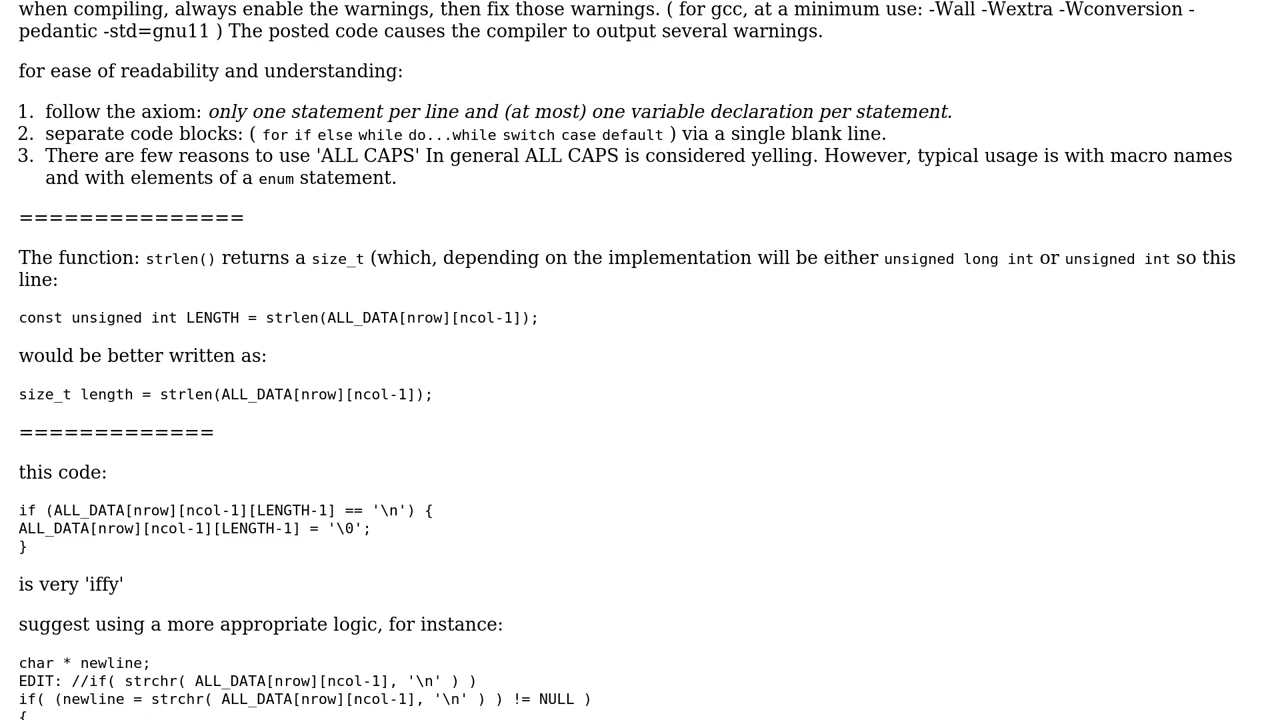 when compiling, always enable the warnings, then fix those warnings. ( for gcc, at a minimum use: -Wall -Wextra -Wconversion -
pedantic -std=gnu11 ) The posted code causes the compiler to output several warnings.
for ease of readability and understanding:
1. follow the axiom: only one statement per line and (at most) one variable declaration per statement.
2. separate code blocks: ( for if else while do...while switch case default ) via a single blank line.
3. There are few reasons to use 'ALL CAPS' In general ALL CAPS is considered yelling. However, typical usage is with macro names
and with elements of a enum statement.
===============
The function: strlen() returns a size_t (which, depending on the implementation will be either unsigned long int or unsigned int so this
line:
const unsigned int LENGTH = strlen(ALL_DATA[nrow][ncol-1]);
would be better written as:
size_t length = strlen(ALL_DATA[nrow][ncol-1]);
=============
this code:
if (ALL_DATA[nrow][ncol-1][LENGTH-1] == '\n') {
ALL_DATA[nrow][ncol-1][LENGTH-1] = '\0';
}
is very 'iffy'
suggest using a more appropriate logic, for instance:
char * newline;
EDIT: //if( strchr( ALL_DATA[nrow][ncol-1], '\n' ) )
if( (newline = strchr( ALL_DATA[nrow][ncol-1], '\n' ) ) != NULL )
{